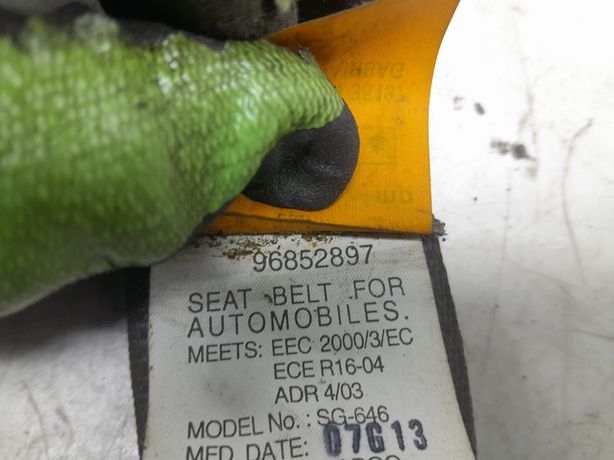 AIRBAG
96852897
SEAT BELT FOR
AUTOMOBILES.
MEETS: EEC 2000/3/EC
ECE R16-04
ADR 4/03
MODEL No.: SG-646
MFD DATE: 07G13